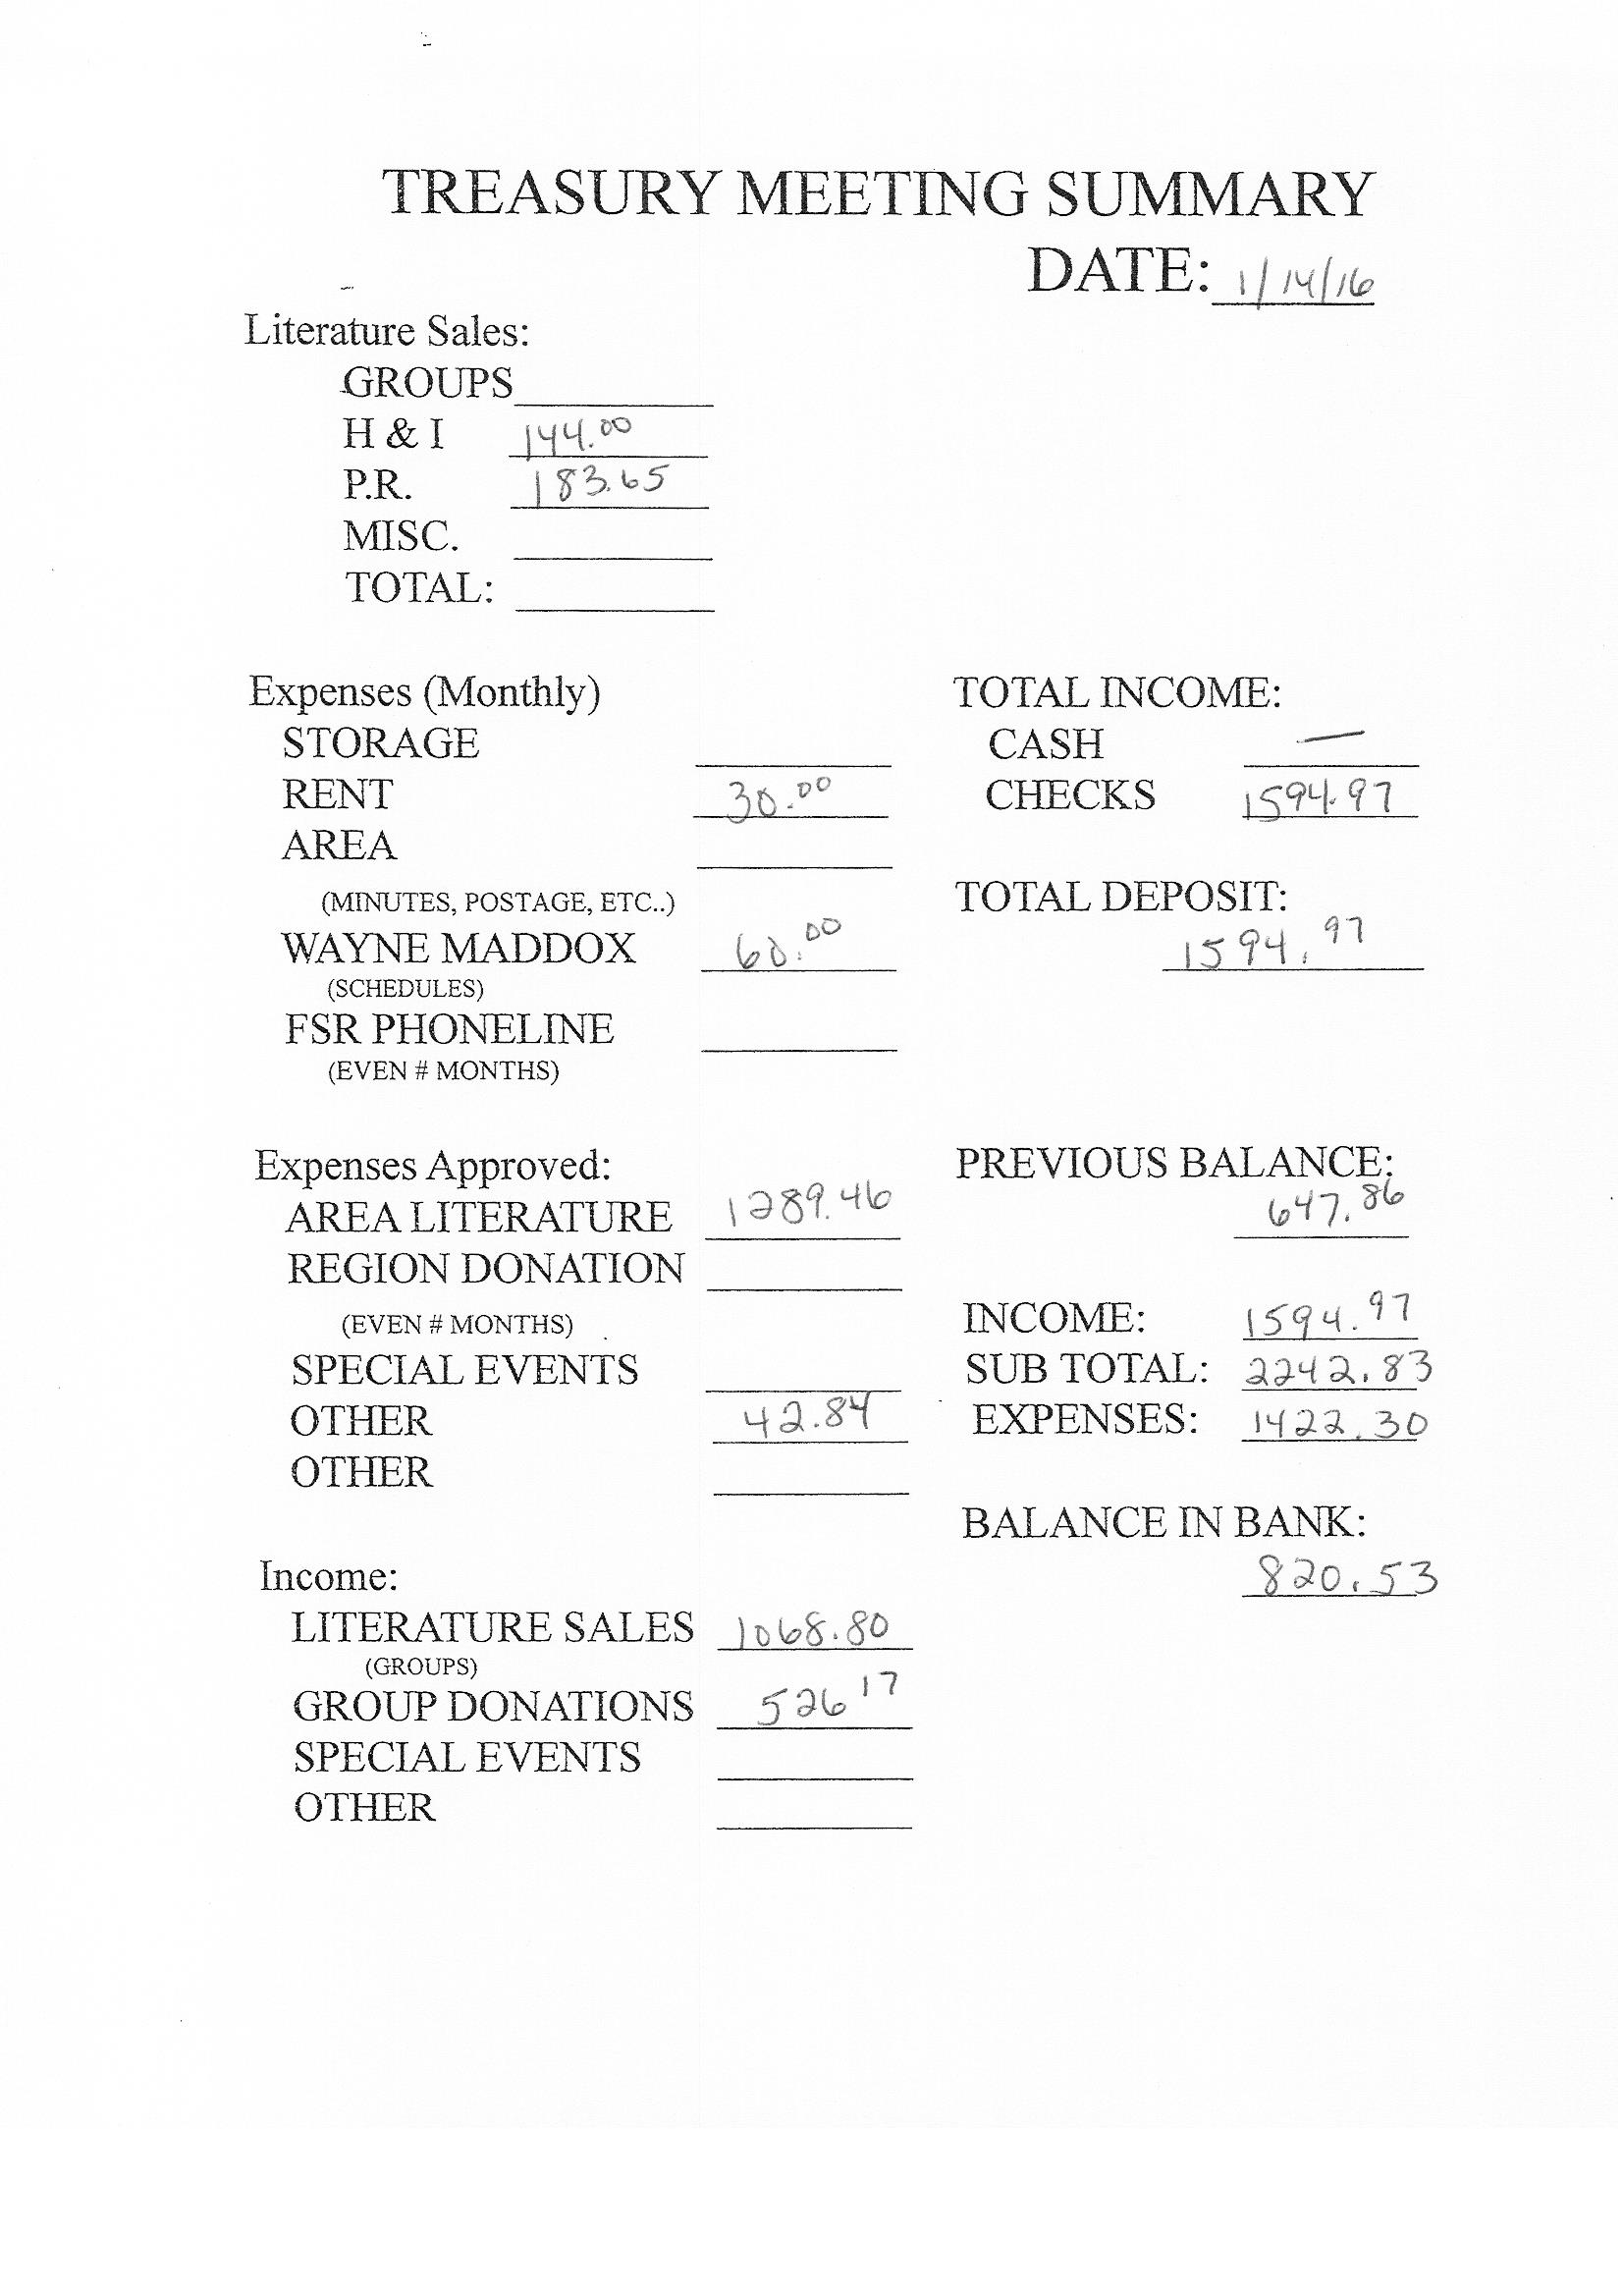 TREASURY MEETING SUMMARY
DATE: 1/14/16
Literature Sales:
GROUPS
H & I 144.00
P.R. 183.65
MISC.
TOTAL:
Expenses (Monthly)
STORAGE
RENT 30.00
AREA
(MINUTES, POSTAGE, ETC..)
WAYNE MADDOX 60.00
(SCHEDULES)
FSR PHONELINE
(EVEN # MONTHS)
TOTAL INCOME:
CASH —
CHECKS 1594.97
TOTAL DEPOSIT:
1594.97
Expenses Approved:
AREA LITERATURE 1289.46
REGION DONATION
(EVEN # MONTHS)
SPECIAL EVENTS
OTHER 42.84
OTHER
PREVIOUS BALANCE:
647.86
INCOME: 1594.97
SUB TOTAL: 2242.83
EXPENSES: 1422.30
BALANCE IN BANK:
820.53
Income:
LITERATURE SALES 1068.80
(GROUPS)
GROUP DONATIONS 526 17
SPECIAL EVENTS
OTHER